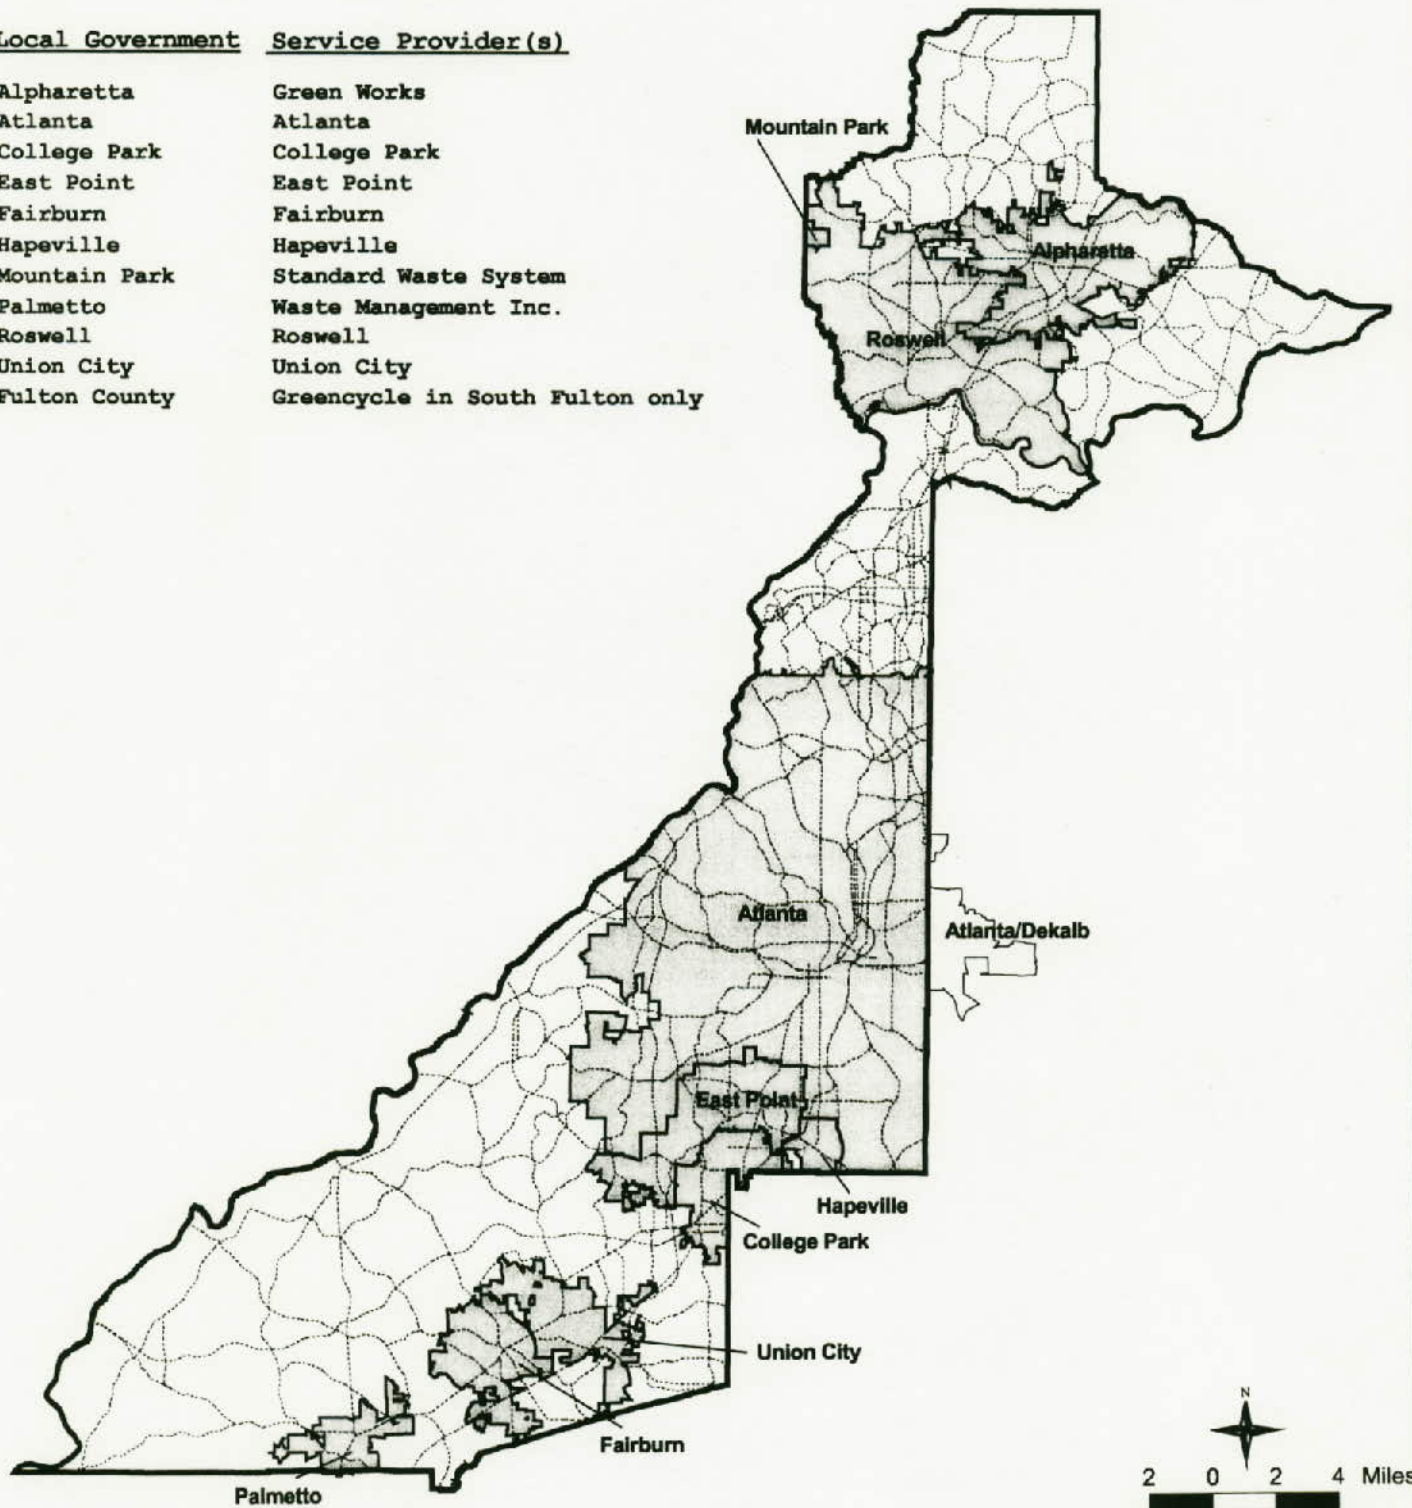 Local Government Service Provider(s)
Alpharetta Green Works
Atlanta Atlanta
College Park College Park
East Point East Point
Fairburn Fairburn
Hapeville Hapeville
Mountain Park Standard Waste System
Palmetto Waste Management Inc.
Roswell Roswell
Union City Union City
Fulton County Greencycle in South Fulton only
Mountain Park
Alpharetta
Roswell
Atlanta
Atlanta/Dekalb
East Point
Hapeville
College Park
Union City
Fairburn
Palmetto
N
2 0 2 4 Miles